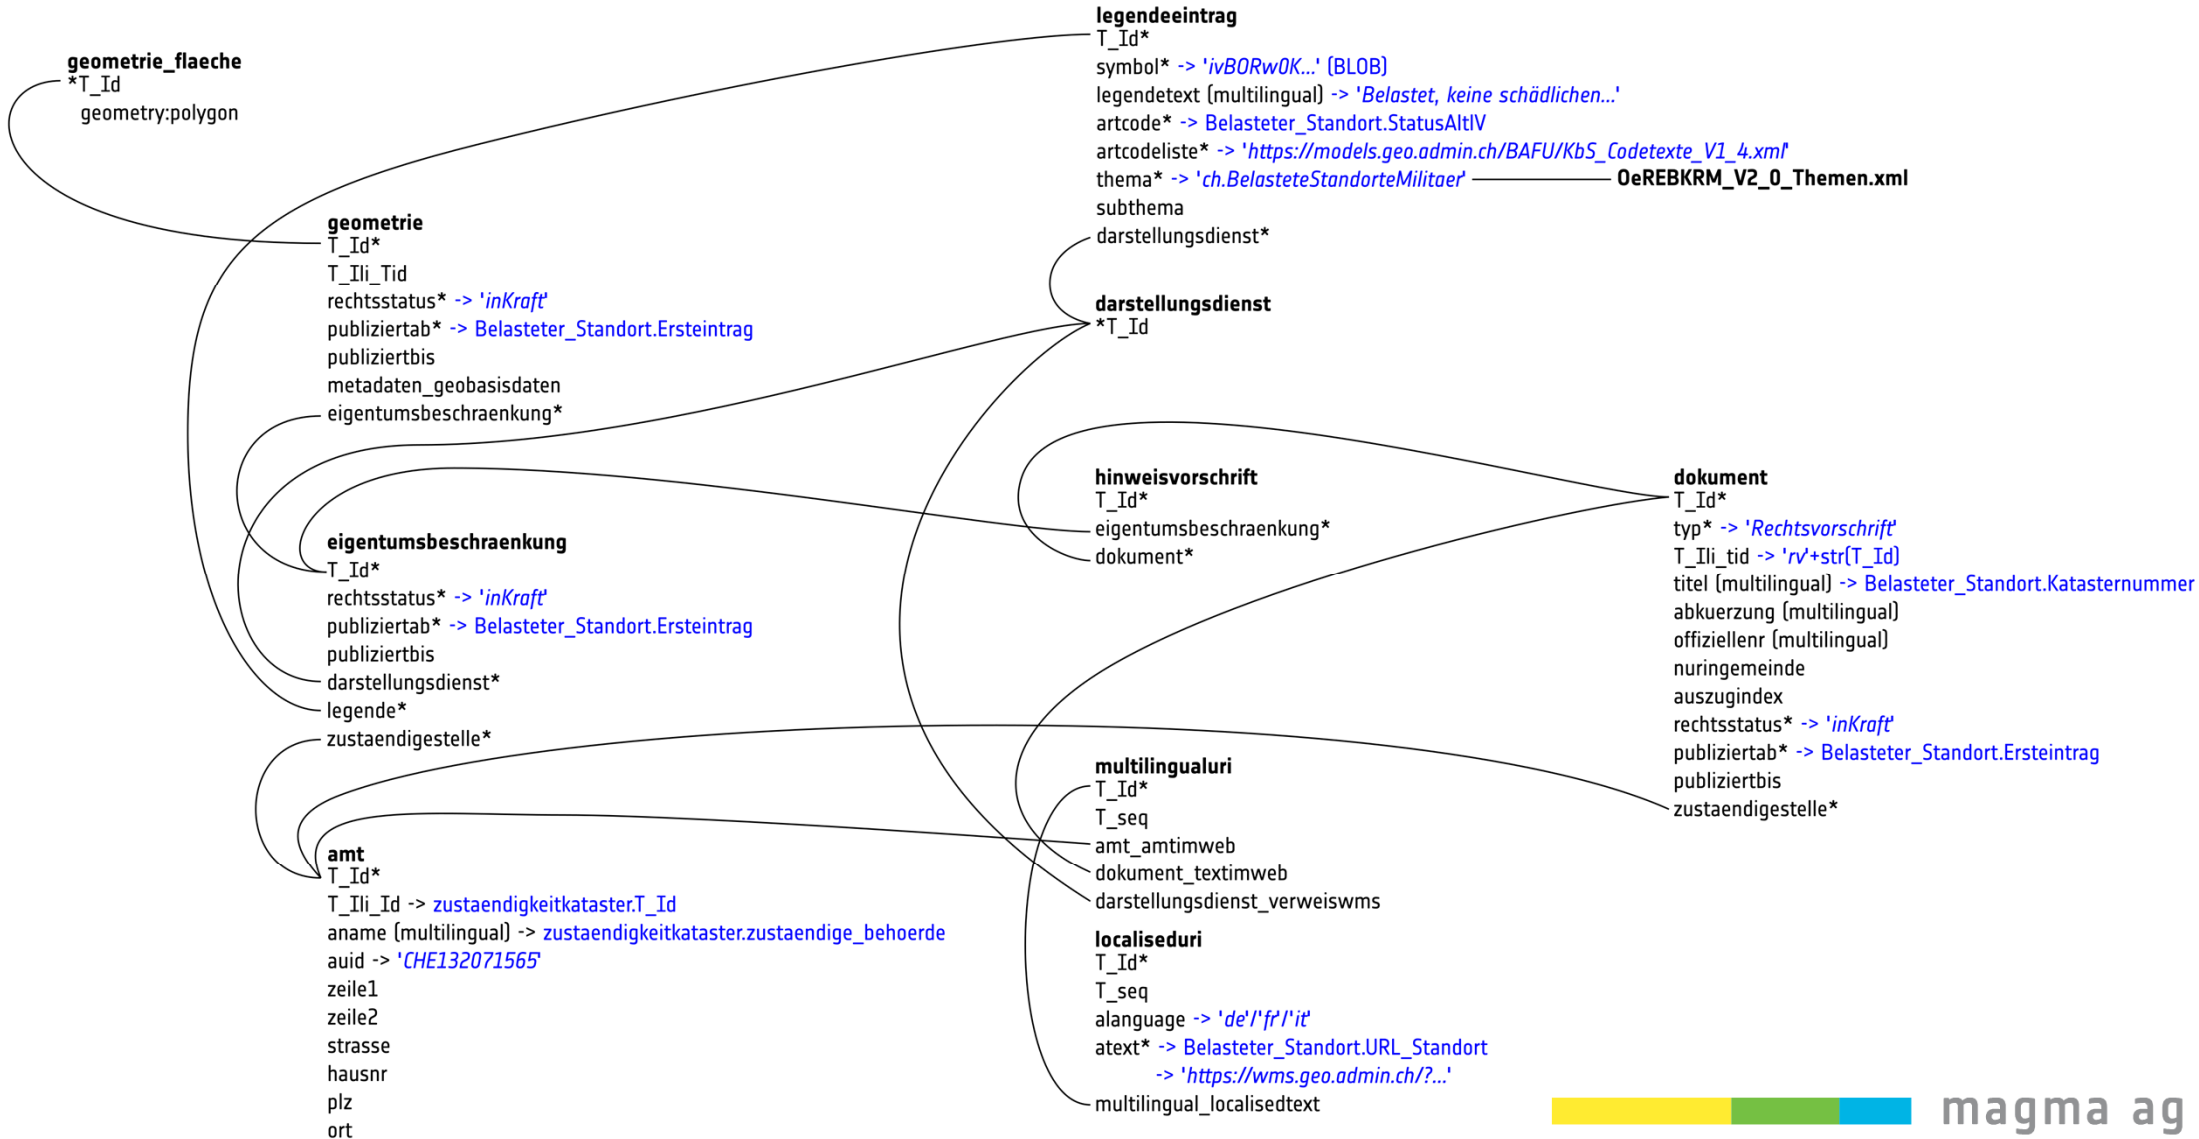 geometrie_flaeche
*T_Id
geometry:polygon
geometrie
T_Id*
T_Ili_Tid
rechtsstatus* -> 'inKraft'
publiziertab* -> Belasteter_Standort.Ersteintrag
publiziertbis
metadaten_geobasisdaten
eigentumsbeschraenkung*
eigentumsbeschraenkung
T_Id*
rechtsstatus* -> 'inKraft'
publiziertab* -> Belasteter_Standort.Ersteintrag
publiziertbis
darstellungsdienst*
legende*
zustaendigestelle*
amt
T_Id*
T_Ili_Id -> zustaendigkeitkataster.T_Id
aname (multilingual) -> zustaendigkeitkataster.zustaendige_behoerde
auid -> 'CHE132071565'
zeile1
zeile2
strasse
hausnr
plz
ort
legendeeintrag
T_Id*
symbol* -> 'ivBORw0K...' (BLOB)
legendetext (multilingual) -> 'Belastet, keine schädlichen...'
artcode* -> Belasteter_Standort.StatusAltlV
artcodeliste* -> 'https://models.geo.admin.ch/BAFU/KbS_Codetexte_V1_4.xml'
thema* -> 'ch.BelasteteStandorteMilitaer' OeREBKRM_V2_0_Themen.xml
subthema
darstellungsdienst*
darstellungsdienst
*T_Id
hinweisvorschrift
T_Id*
eigentumsbeschraenkung*
dokument*
multilingualuri
T_Id*
T_seq
amt_amtimweb
dokument_textimweb
darstellungsdienst_verweiswms
localiseduri
T_Id*
T_seq
alanguage -> 'de'/'fr'/'it'
atext* -> Belasteter_Standort.URL_Standort
-> 'https://wms.geo.admin.ch/?...'
multilingual_localisedtext
dokument
T_Id*
typ* -> 'Rechtsvorschrift'
T_Ili_tid -> 'rv'+str(T_Id)
titel (multilingual) -> Belasteter_Standort.Katasternummer
abkuerzung (multilingual)
offiziellenr (multilingual)
nuringemeinde
auszugindex
rechtsstatus* -> 'inKraft'
publiziertab* -> Belasteter_Standort.Ersteintrag
publiziertbis
zustaendigestelle*
magma ag